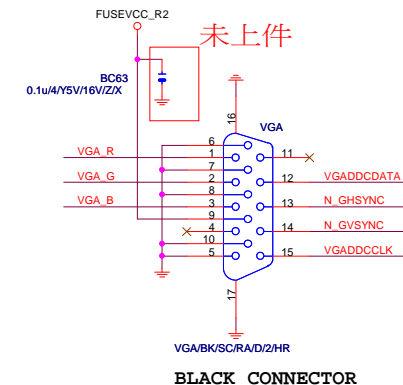 FUSEVCC_R2
未上件
BC63
0.1u/4/Y5V/16V/Z/X
16
VGA
6
VGA_R 1 11
7
VGA_G 2 12 VGADDCDATA
8
VGA_B 3 13 N_GHSYNC
9
4 14 N_GVSYNC
10
5 15 VGADDCCLK
17
VGA/BK/SC/RA/D/2/HR
BLACK CONNECTOR